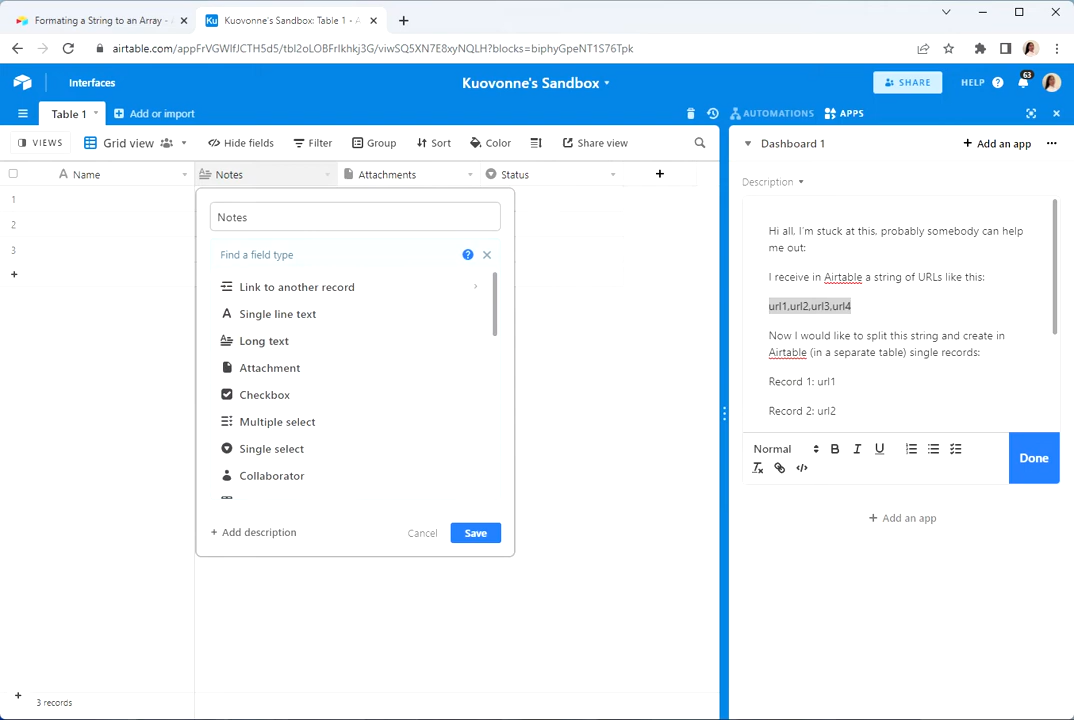 Formating a String to an Array -
Kuovonne's Sandbox: Table 1 - A
airtable.com/appFrVGWlfJCTH5d5/tbl2oLOBFrIkhkj3G/viwSQ5XN7E8xyNQLH?blocks=biphyGpeNT1S76Tpk
Interfaces
Kuovonne's Sandbox
SHARE
HELP
63
Table 1
Add or import
AUTOMATIONS
APPS
VIEWS
Grid view
Hide fields
Filter
Group
Sort
Color
Share view
Dashboard 1
+ Add an app
Name
Notes
Attachments
Status
+
1
2
3
+
Notes
Find a field type
Link to another record
Single line text
Long text
Attachment
Checkbox
Multiple select
Single select
Collaborator
+ Add description
Cancel
Save
Description
Hi all, I'm stuck at this, probably somebody can help
me out:
I receive in Airtable a string of URLs like this:
url1,url2,url3,url4
Now I would like to split this string and create in
Airtable (in a separate table) single records:
Record 1: url1
Record 2: url2
Normal
B I U
Done
+ Add an app
+
3 records